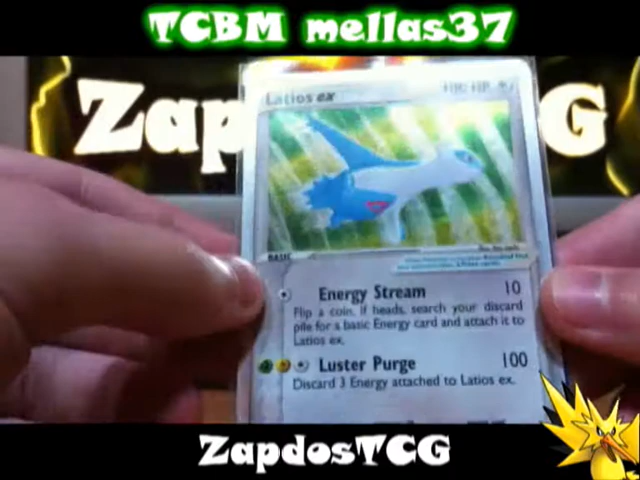 TCBM mellas37
Zap G
Latios ex
BASIC
Energy Stream 10
Flip a coin. If heads, search your discard
pile for a basic Energy card and attach it to
Latios ex.
Luster Purge 100
Discard 3 Energy attached to Latios ex.
ZapdosTCG